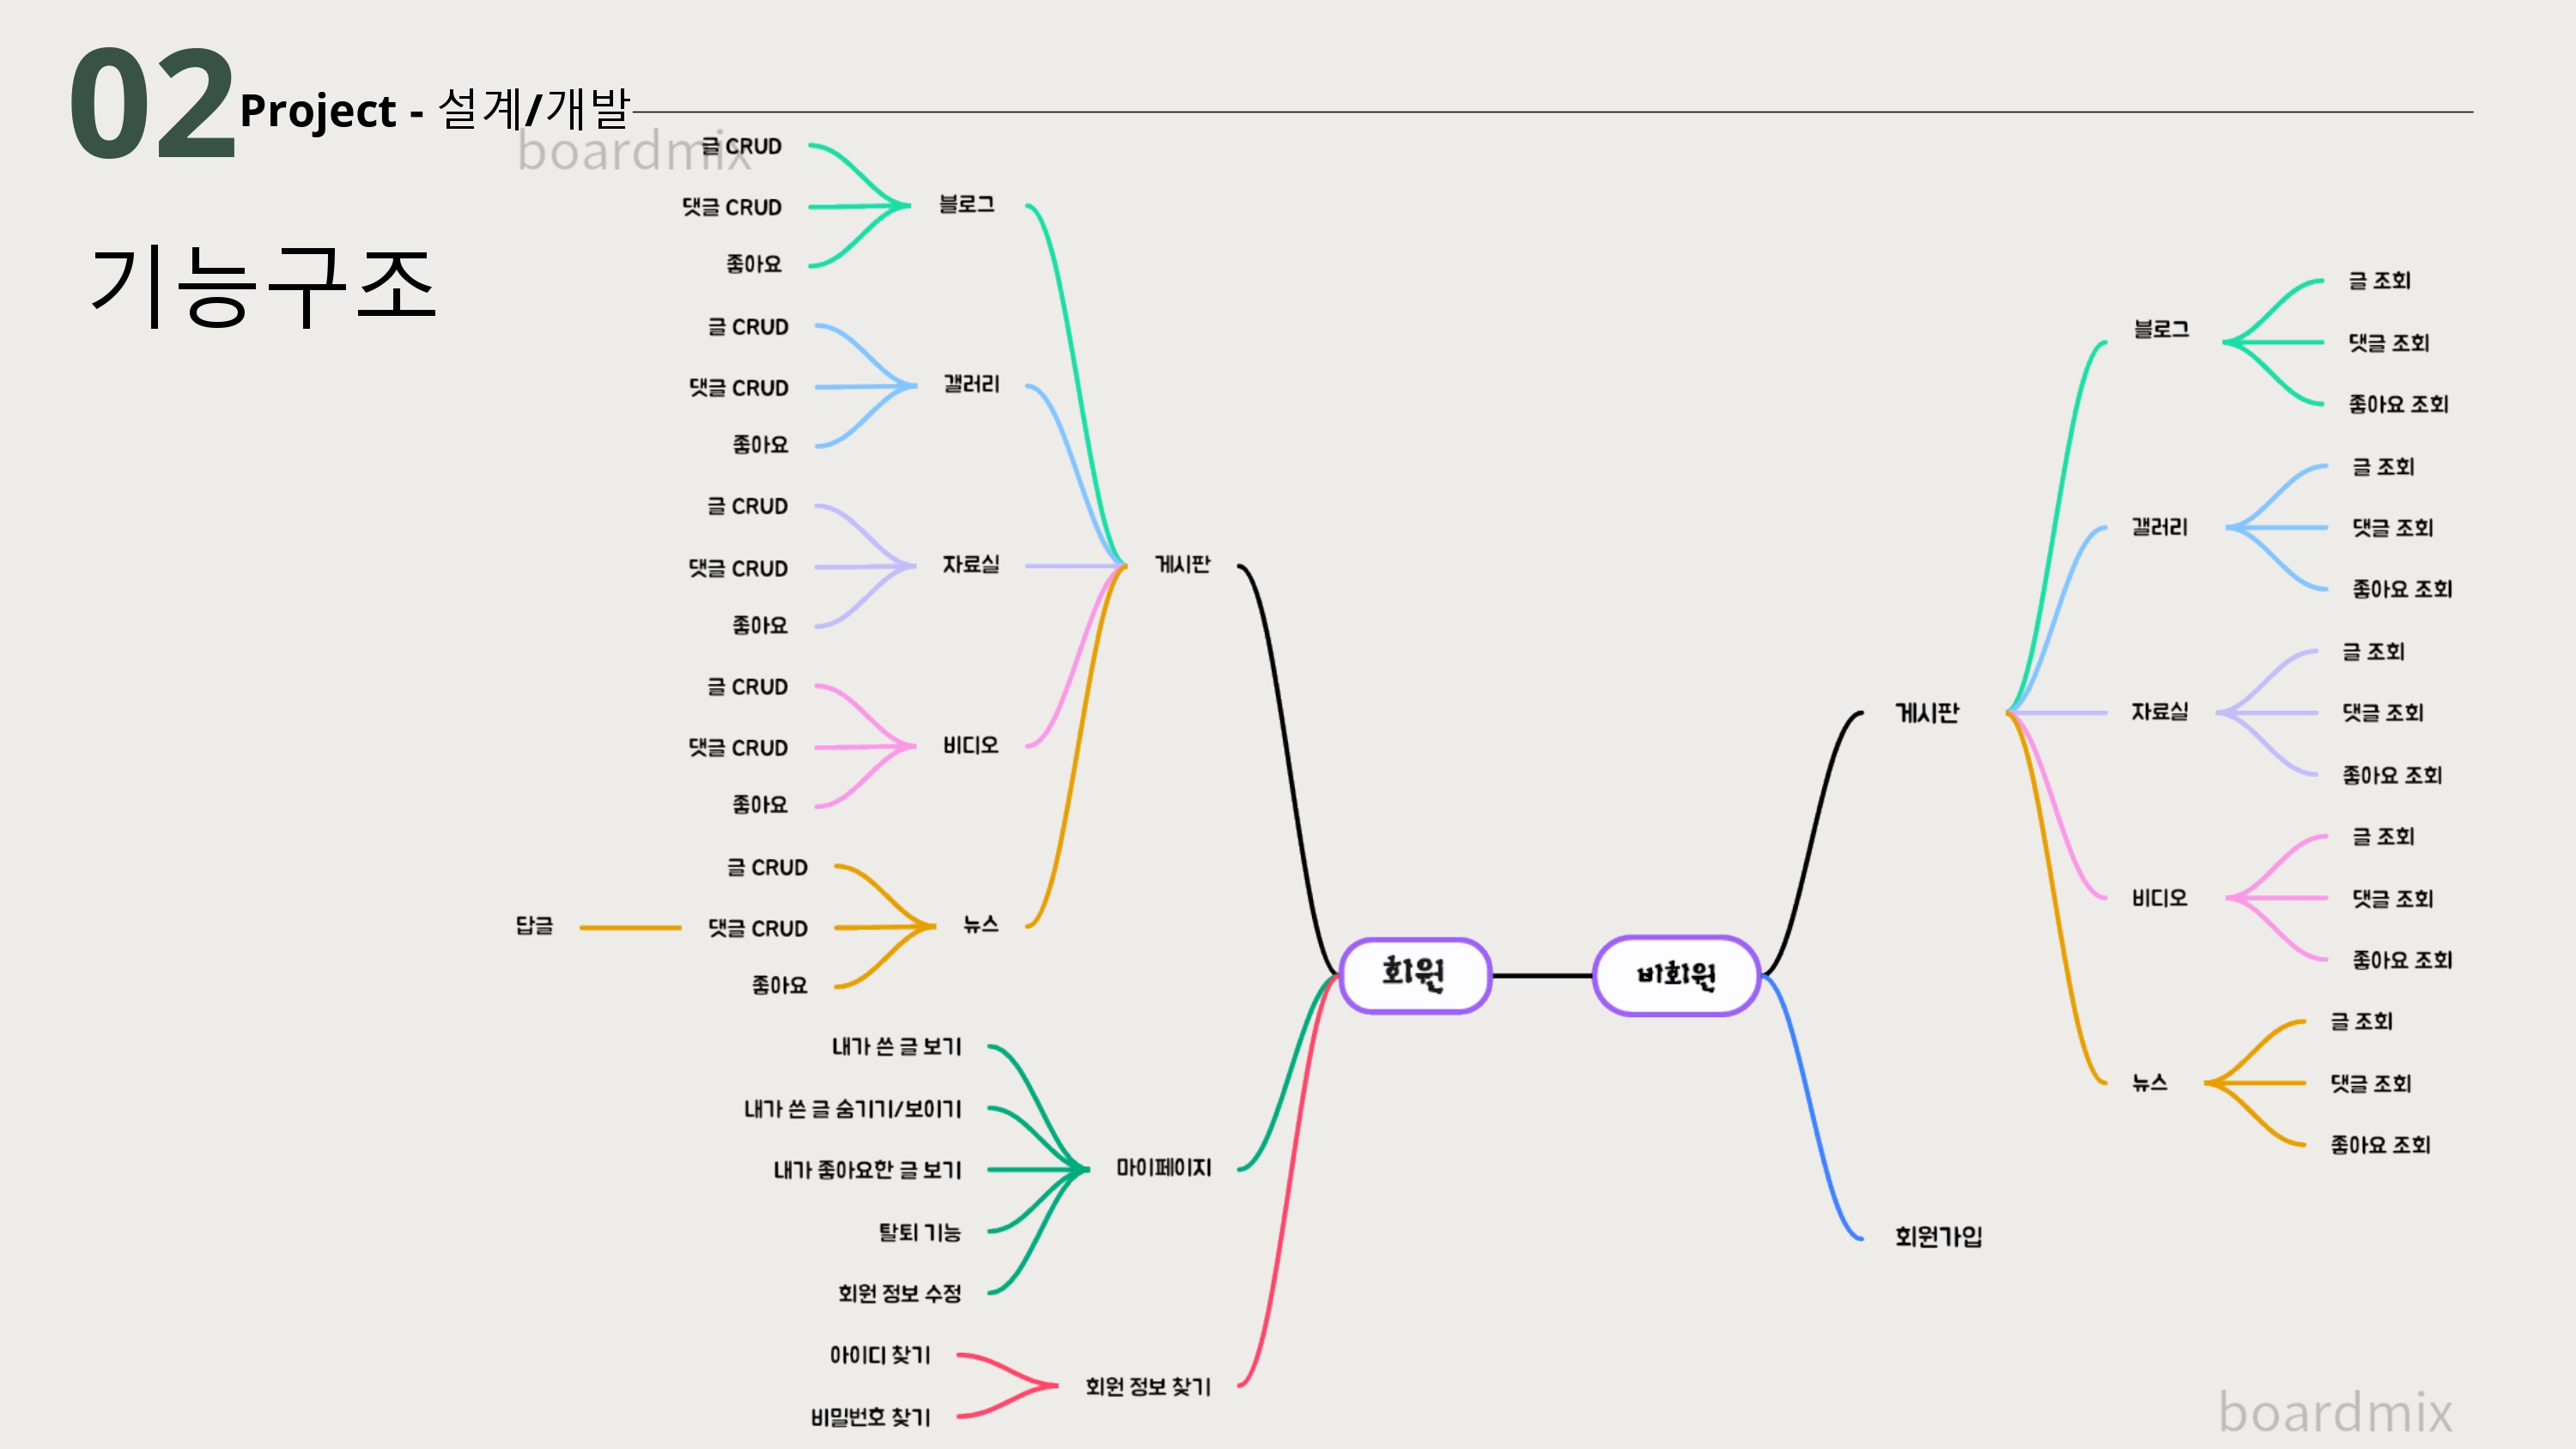 02 Project - 설계/개발
boardmix
기능구조
글 CRUD
댓글 CRUD
좋아요
블로그
글 CRUD
댓글 CRUD
좋아요
갤러리
글 CRUD
댓글 CRUD
좋아요
자료실
게시판
글 CRUD
댓글 CRUD
좋아요
비디오
글 CRUD
답글
댓글 CRUD
좋아요
뉴스
내가 쓴 글 보기
내가 쓴 글 숨기기/보이기
내가 좋아요한 글 보기
탈퇴 기능
회원 정보 수정
마이페이지
아이디 찾기
비밀번호 찾기
회원 정보 찾기
회원
비회원
게시판
블로그
글 조회
댓글 조회
좋아요 조회
갤러리
글 조회
댓글 조회
좋아요 조회
자료실
글 조회
댓글 조회
좋아요 조회
비디오
글 조회
댓글 조회
좋아요 조회
뉴스
글 조회
댓글 조회
좋아요 조회
회원가입
boardmix